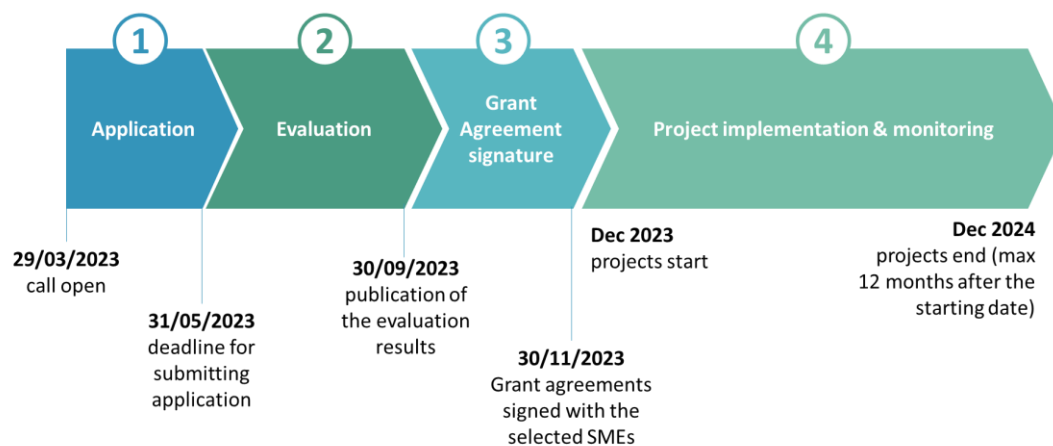 1
2
3
4
Application
Evaluation
Grant
Agreement
signature
Project implementation & monitoring
29/03/2023
call open
31/05/2023
deadline for
submitting
application
30/09/2023
publication of
the evaluation
results
30/11/2023
Grant agreements
signed with the
selected SMEs
Dec 2023
projects start
Dec 2024
projects end (max
12 months after the
starting date)